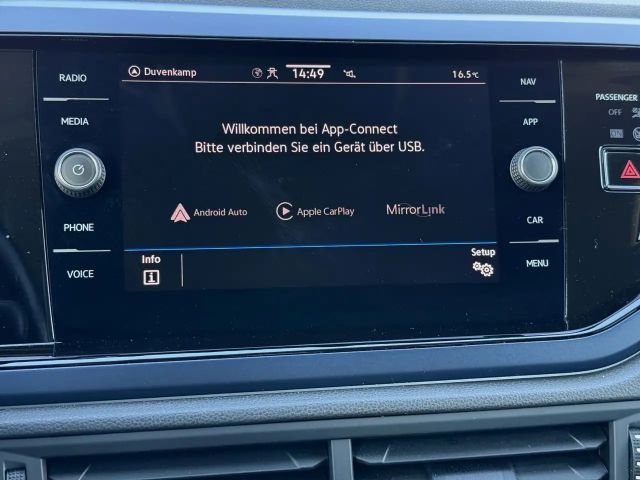 RADIO
MEDIA
PHONE
VOICE
Duvenkamp
14:49
16.5°C
Willkommen bei App-Connect
Bitte verbinden Sie ein Gerät über USB.
Android Auto
Apple CarPlay
MirrorLink
Info
Setup
NAV
APP
CAR
MENU
PASSENGER
OFF